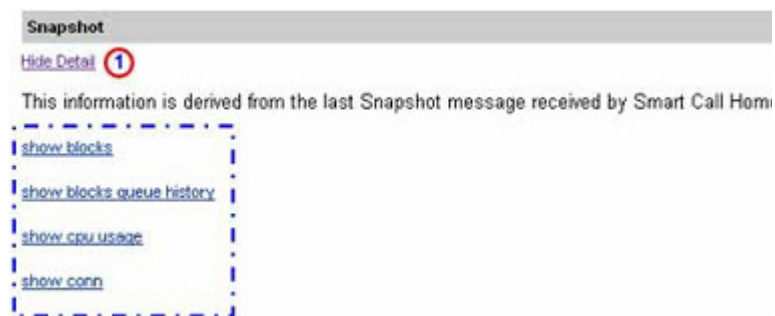 Snapshot
Hide Detail 1
This information is derived from the last Snapshot message received by Smart Call Home
show blocks
show blocks queue history
show cpu usage
show conn